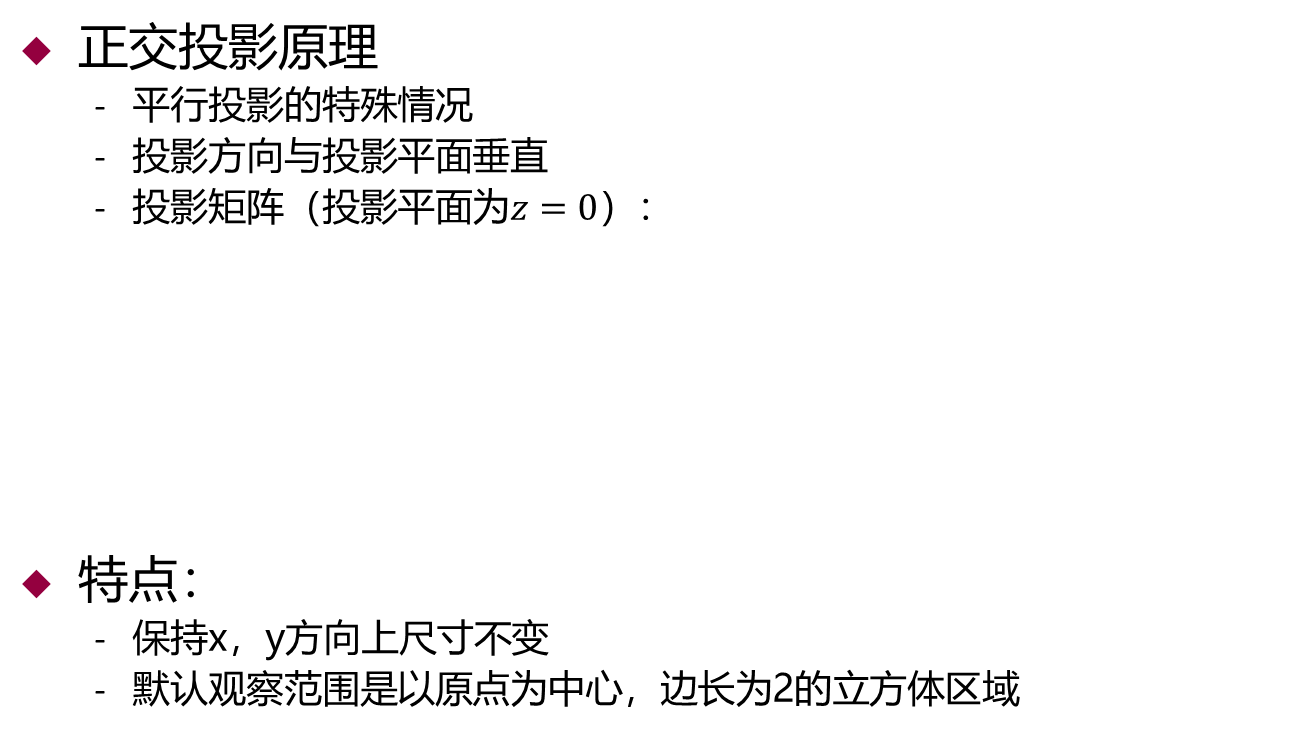 ◆ 正交投影原理
- 平行投影的特殊情况
- 投影方向与投影平面垂直
- 投影矩阵（投影平面为z = 0）：
◆ 特点：
- 保持x，y方向上尺寸不变
- 默认观察范围是以原点为中心，边长为2的立方体区域